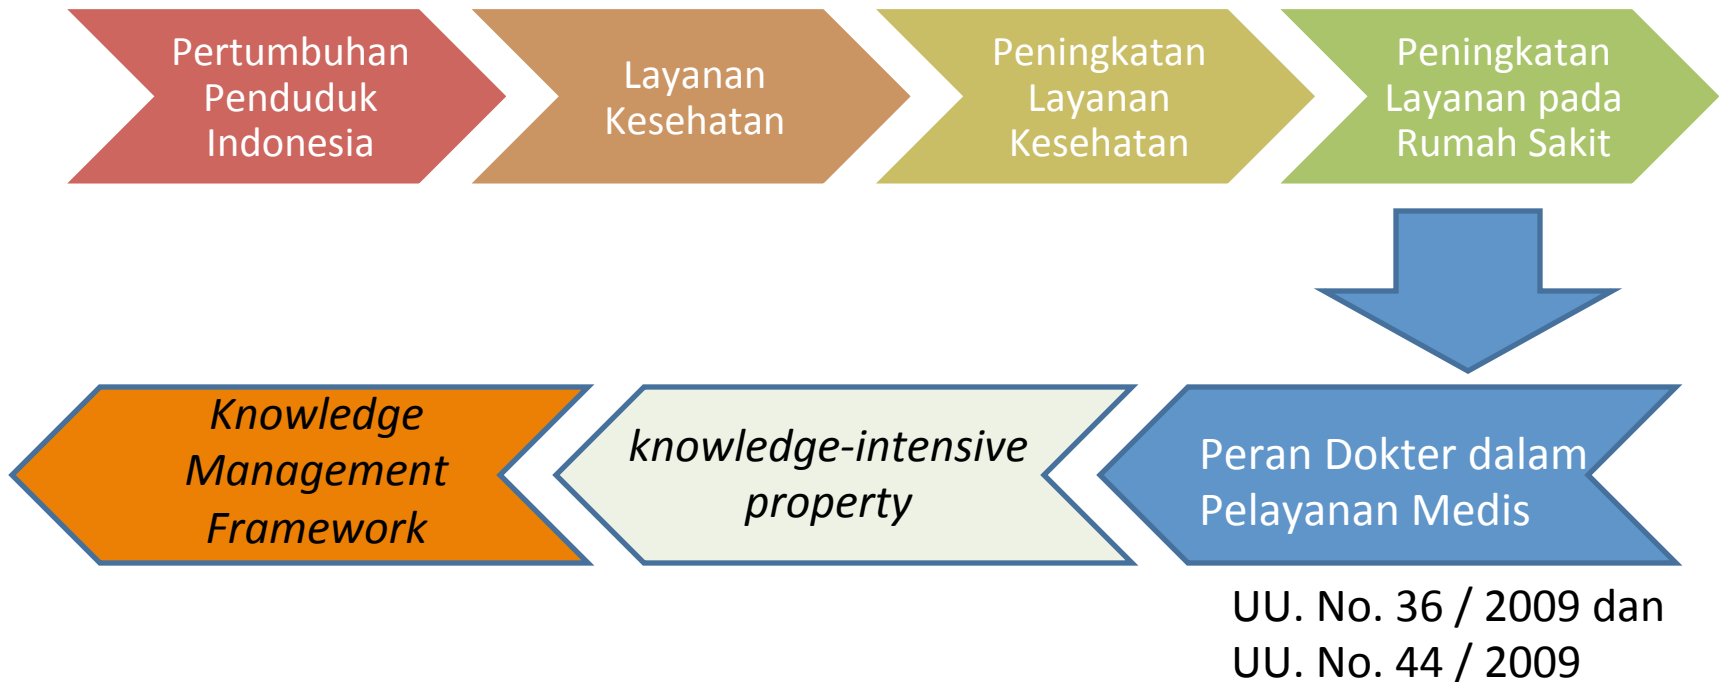 Pertumbuhan
Penduduk
Indonesia
Layanan
Kesehatan
Peningkatan
Layanan
Kesehatan
Peningkatan
Layanan pada
Rumah Sakit
Peran Dokter dalam
Pelayanan Medis
UU. No. 36 / 2009 dan
UU. No. 44 / 2009
knowledge-intensive
property
Knowledge
Management
Framework